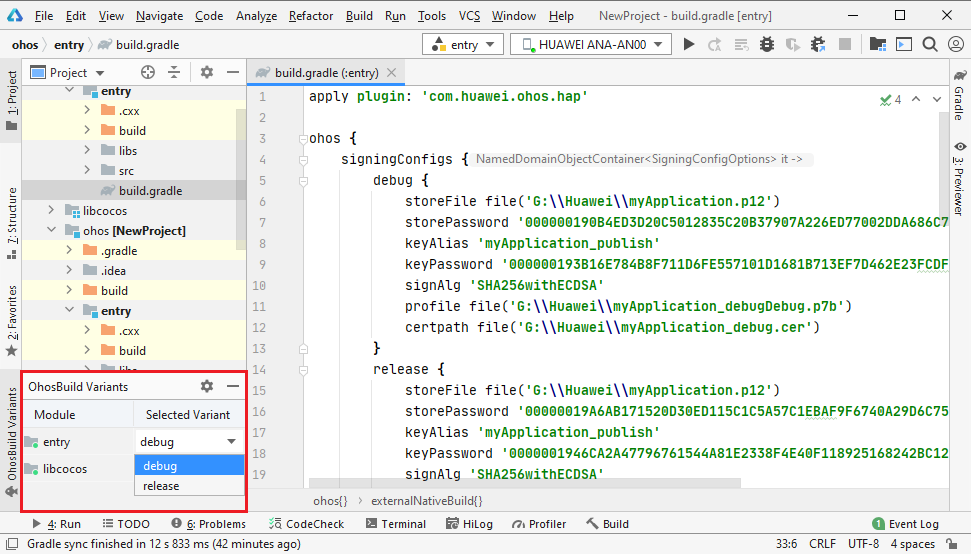 File Edit View Navigate Code Analyze Refactor Build Run Tools VCS Window Help NewProject - build.gradle [entry]
ohos entry build.gradle entry HUAWEI ANA-AN00
1: Project
7: Structure
2: Favorites
OhosBuild Variants
Project
entry
.cxx
build
libs
src
build.gradle
libcocos
ohos [NewProject]
.gradle
.idea
build
entry
.cxx
build
libs
OhosBuild Variants
Module Selected Variant
entry debug
libcocos
debug
release
build.gradle (:entry)
4
1 apply plugin: 'com.huawei.ohos.hap'
2
3 ohos {
4 signingConfigs { NamedDomainObjectContainer<SigningConfigOptions> it ->
5 debug {
6 storeFile file('G:\\Huawei\\myApplication.p12')
7 storePassword '000000190B4ED3D20C5012835C20B37907A226ED77002DDA686C7
8 keyAlias 'myApplication_publish'
9 keyPassword '000000193B16E784B8F711D6FE557101D1681B713EF7D462E23FCDF
10 signAlg 'SHA256withECDSA'
11 profile file('G:\\Huawei\\myApplication_debugDebug.p7b')
12 certpath file('G:\\Huawei\\myApplication_debug.cer')
13 }
14 release {
15 storeFile file('G:\\Huawei\\myApplication.p12')
16 storePassword '00000019A6AB171520D30ED115C1C5A57C1EBAF9F6740A29D6C75
17 keyAlias 'myApplication_publish'
18 keyPassword '0000001946CA2A47796761544A81E2338F4E40F118925168242BC12
19 signAlg 'SHA256withECDSA'
ohos{} externalNativeBuild{}
Gradle
3: Previewer
4: Run TODO 6: Problems CodeCheck Terminal HiLog Profiler Build 1 Event Log
Gradle sync finished in 12 s 833 ms (42 minutes ago) 33:6 CRLF UTF-8 4 spaces